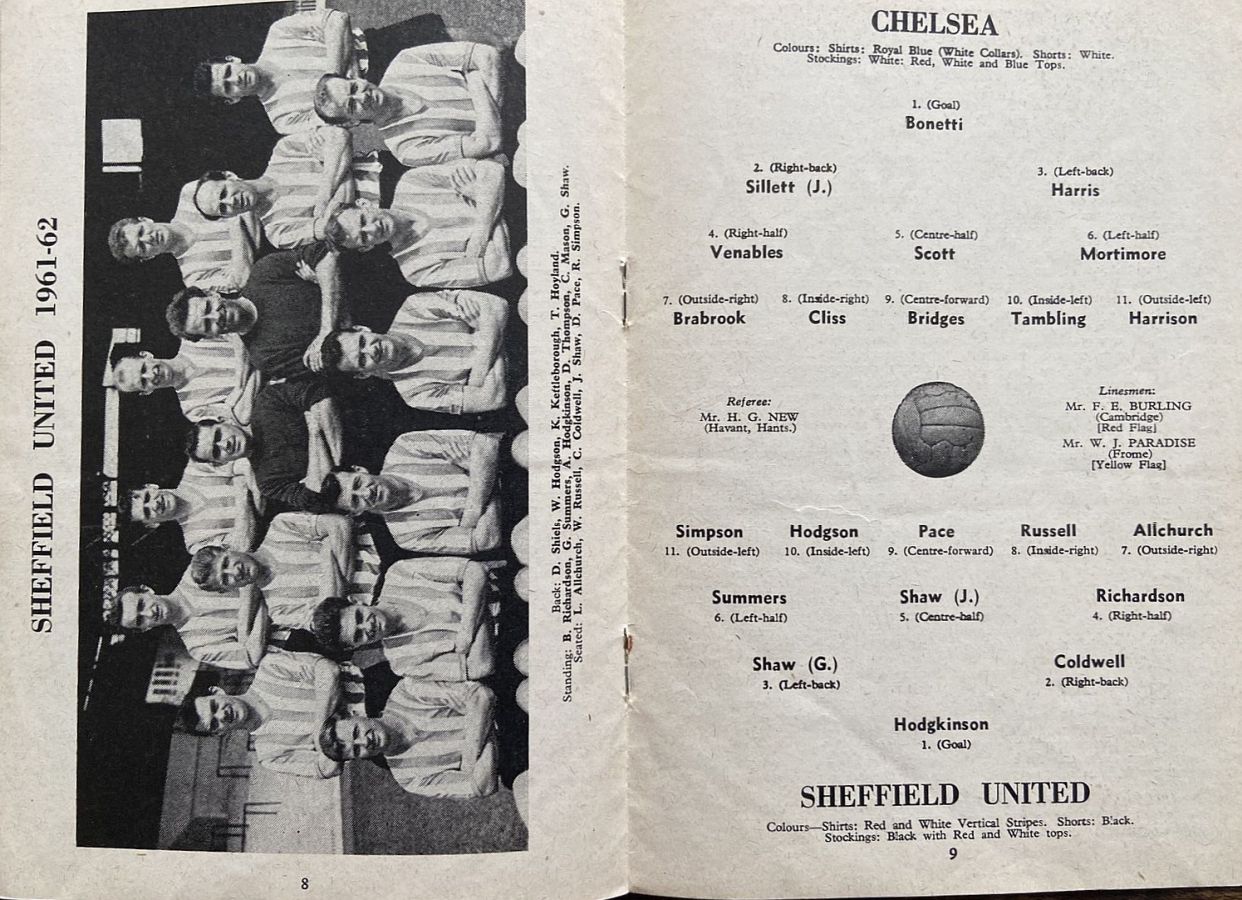 SHEFFIELD UNITED 1961-62
Back: D. Shiels, W. Hodgson, K. Kettleborough, T. Hoyland.
Standing: B. Richardson, G. Summers, A. Hodgkinson, D. Thompson, C. Mason, G. Shaw.
Seated: L. Allchurch, W. Russell, C. Coldwell, J. Shaw, D. Pace, R. Simpson.
8
CHELSEA
Colours: Shirts: Royal Blue (White Collars). Shorts: White.
Stockings: White: Red, White and Blue Tops.
1. (Goal)
Bonetti
2. (Right-back) 3. (Left-back)
Sillett (J.) Harris
4. (Right-half) 5. (Centre-half) 6. (Left-half)
Venables Scott Mortimore
7. (Outside-right) 8. (Inside-right) 9. (Centre-forward) 10. (Inside-left) 11. (Outside-left)
Brabrook Cliss Bridges Tambling Harrison
Referee:
Mr. H. G. NEW
(Havant, Hants.)
Linesmen:
Mr. F. E. BURLING
(Cambridge)
[Red Flag]
Mr. W. J. PARADISE
(Frome)
[Yellow Flag]
Simpson Hodgson Pace Russell Allchurch
11. (Outside-left) 10. (Inside-left) 9. (Centre-forward) 8. (Inside-right) 7. (Outside-right)
Summers Shaw (J.) Richardson
6. (Left-half) 5. (Centre-half) 4. (Right-half)
Shaw (G.) Coldwell
3. (Left-back) 2. (Right-back)
Hodgkinson
1. (Goal)
SHEFFIELD UNITED
Colours—Shirts: Red and White Vertical Stripes. Shorts: Black.
Stockings: Black with Red and White tops.
9